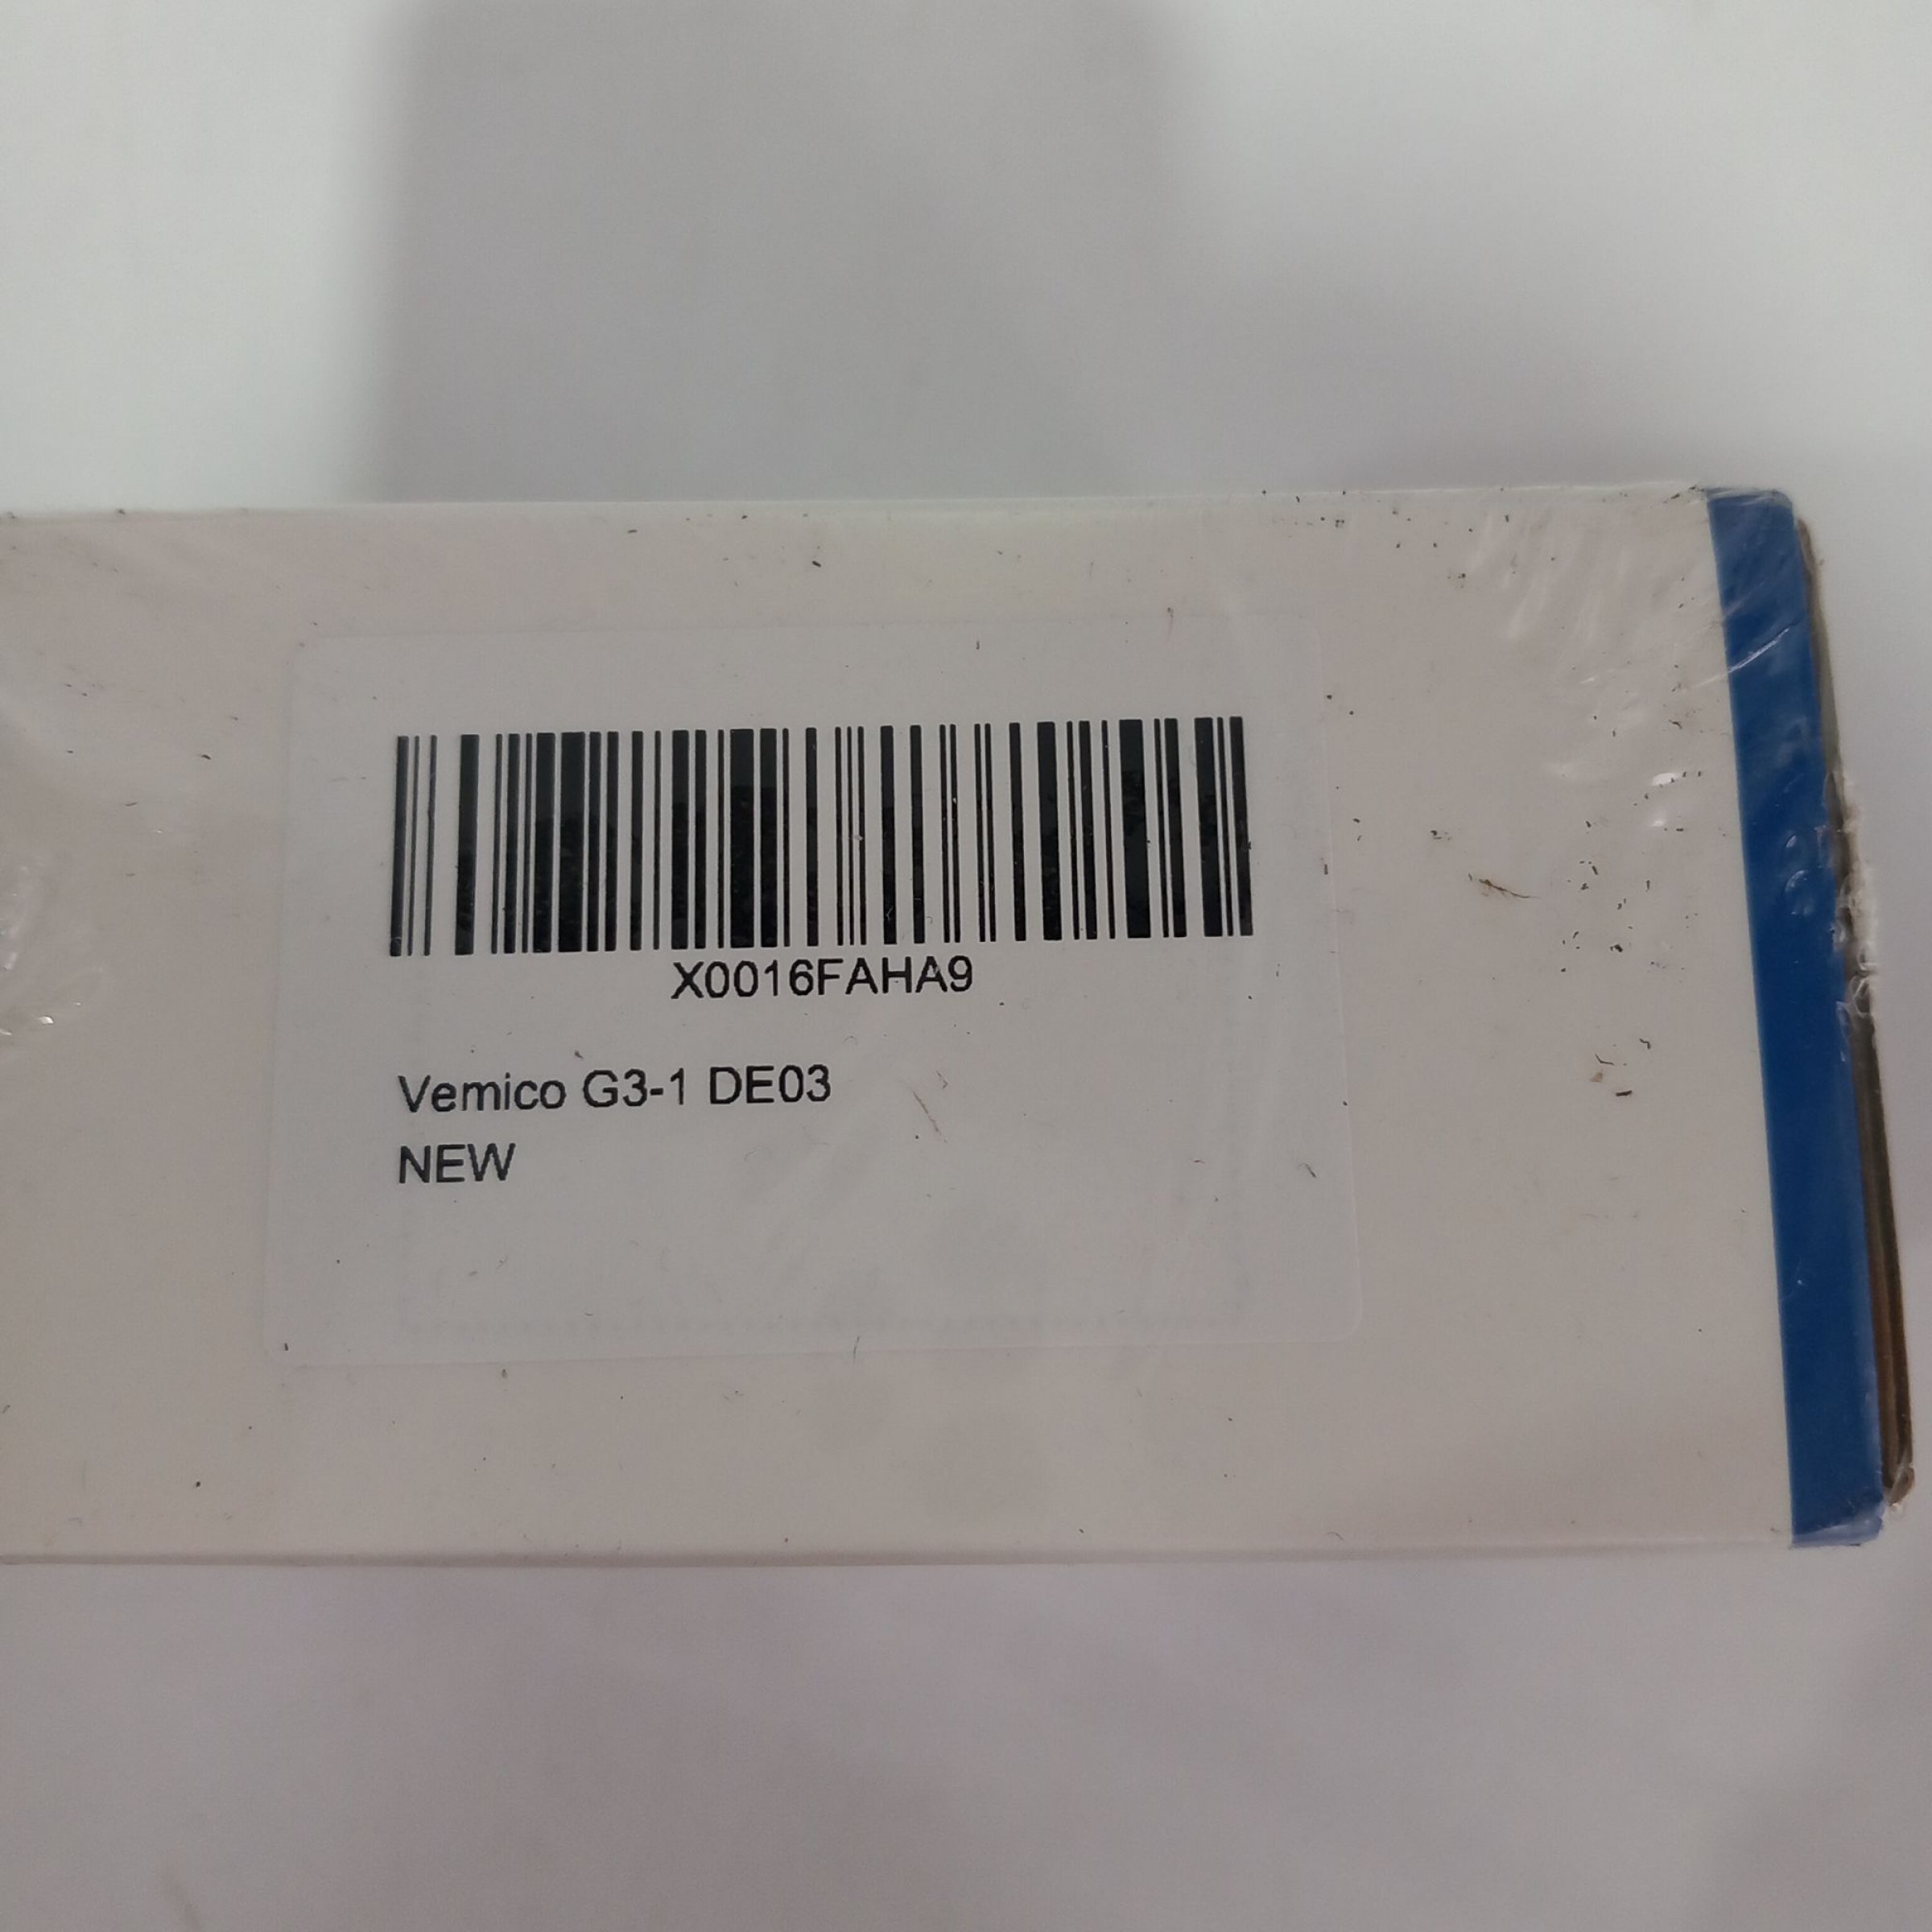 X0016FAHA9
Vemico G3-1 DE03
NEW